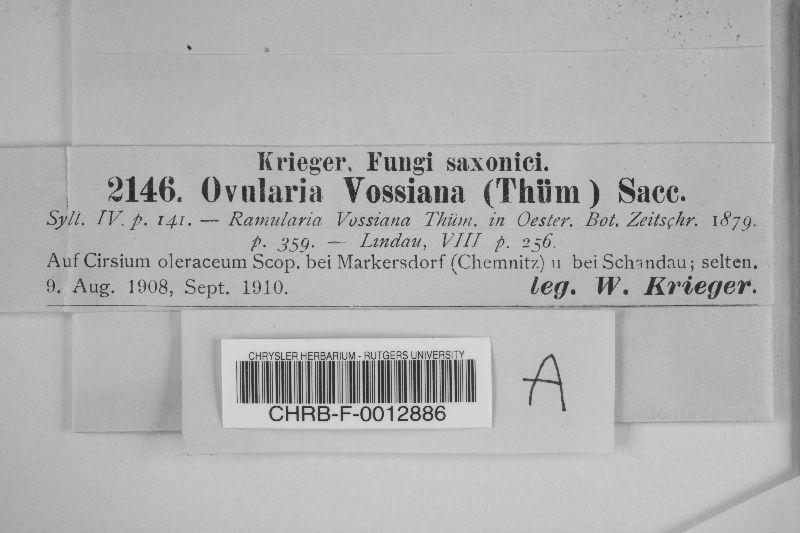 Krieger, Fungi saxonici.
2146. Ovularia Vossiana (Thüm) Sacc.
Syll. IV. p. 141. — Ramularia Vossiana Thüm. in Oester. Bot. Zeitschr. 1879.
p. 359. — Lindau, VIII p. 256.
Auf Cirsium oleraceum Scop. bei Markersdorf (Chemnitz) u bei Schandau; selten.
9. Aug. 1908, Sept. 1910. leg. W. Krieger.
CHRYSLER HERBARIUM - RUTGERS UNIVERSITY
CHRB-F-0012886
A